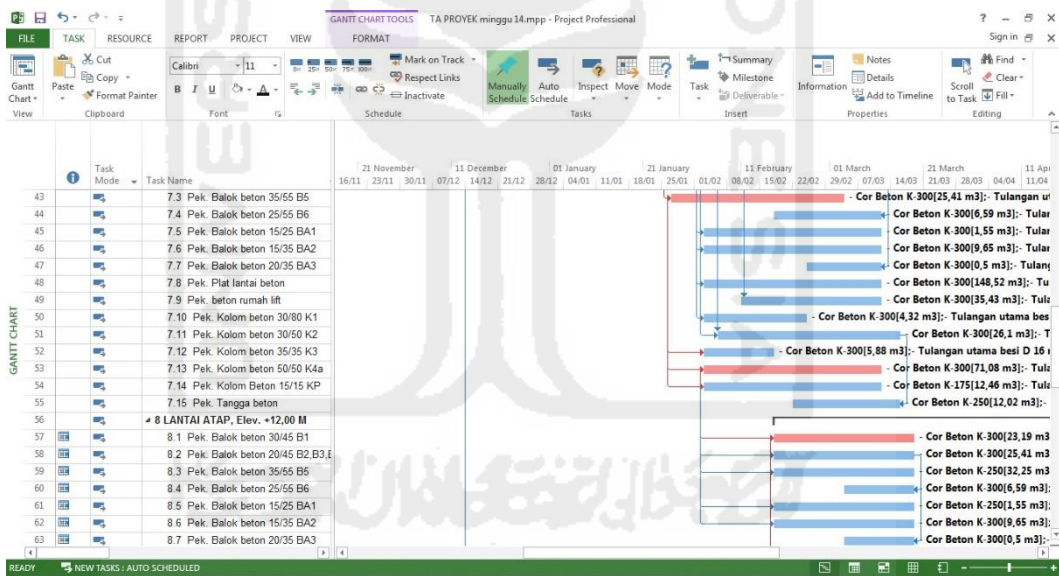 GANTT CHART TOOLS TA PROYEK minggu 14.mpp - Project Professional
FILE TASK RESOURCE REPORT PROJECT VIEW FORMAT Sign in
Gantt Chart
View
Paste
Cut
Copy
Format Painter
Clipboard
Calibri 11
B I U A
Font
0% 25% 50% 75% 100%
Mark on Track
Respect Links
Inactivate
Schedule
Manually Schedule
Auto Schedule
Inspect Move Mode
Tasks
Task
Summary
Milestone
Deliverable
Insert
Information
Notes
Details
Add to Timeline
Properties
Scroll to Task
Find
Clear
Fill
Editing
21 November 11 December 01 January 21 January 11 February 01 March 21 March 11 Apr
Task Mode Task Name
16/11 23/11 30/11 07/12 14/12 21/12 28/12 04/01 11/01 18/01 25/01 01/02 08/02 15/02 22/02 29/02 07/03 14/03 21/03 28/03 04/04 11/04
43 7.3 Pek. Balok beton 35/55 B5 - Cor Beton K-300[25,41 m3];- Tulangan ut
44 7.4 Pek. Balok beton 25/55 B6 Cor Beton K-300[6,59 m3];- Tular
45 7.5 Pek. Balok beton 15/25 BA1 - Cor Beton K-300[1,55 m3];- Tular
46 7.6 Pek. Balok beton 15/35 BA2 - Cor Beton K-300[9,65 m3];- Tular
47 7.7 Pek. Balok beton 20/35 BA3 Cor Beton K-300[0,5 m3];- Tulang
48 7.8 Pek. Plat lantai beton - Cor Beton K-300[148,52 m3];- Tu
49 7.9 Pek. beton rumah lift - Cor Beton K-300[35,43 m3];- Tula
50 7.10 Pek. Kolom beton 30/80 K1 - Cor Beton K-300[4,32 m3];- Tulangan utama bes
51 7.11 Pek. Kolom beton 30/50 K2 - Cor Beton K-300[26,1 m3];- T
52 7.12 Pek. Kolom beton 35/35 K3 - Cor Beton K-300[5,88 m3];- Tulangan utama besi D 16
53 7.13 Pek. Kolom beton 50/50 K4a - Cor Beton K-300[71,08 m3];- Tula
54 7.14 Pek. Kolom Beton 15/15 KP - Cor Beton K-175[12,46 m3];- Tula
55 7.15 Pek. Tangga beton Cor Beton K-250[12,02 m3];-
56 8 LANTAI ATAP, Elev. +12,00 M
57 8.1 Pek. Balok beton 30/45 B1 - Cor Beton K-300[23,19 m3
58 8.2 Pek. Balok beton 20/45 B2,B3,E - Cor Beton K-300[25,41 m3
59 8.3 Pek. Balok beton 35/55 B5 - Cor Beton K-250[32,25 m3
60 8.4 Pek. Balok beton 25/55 B6 Cor Beton K-300[6,59 m3];
61 8.5 Pek. Balok beton 15/25 BA1 - Cor Beton K-250[1,55 m3];
62 8.6 Pek. Balok beton 15/35 BA2 - Cor Beton K-300[9,65 m3];
63 8.7 Pek. Balok beton 20/35 BA3 Cor Beton K-300[0,5 m3];-
GANTT CHART
READY NEW TASKS : AUTO SCHEDULED